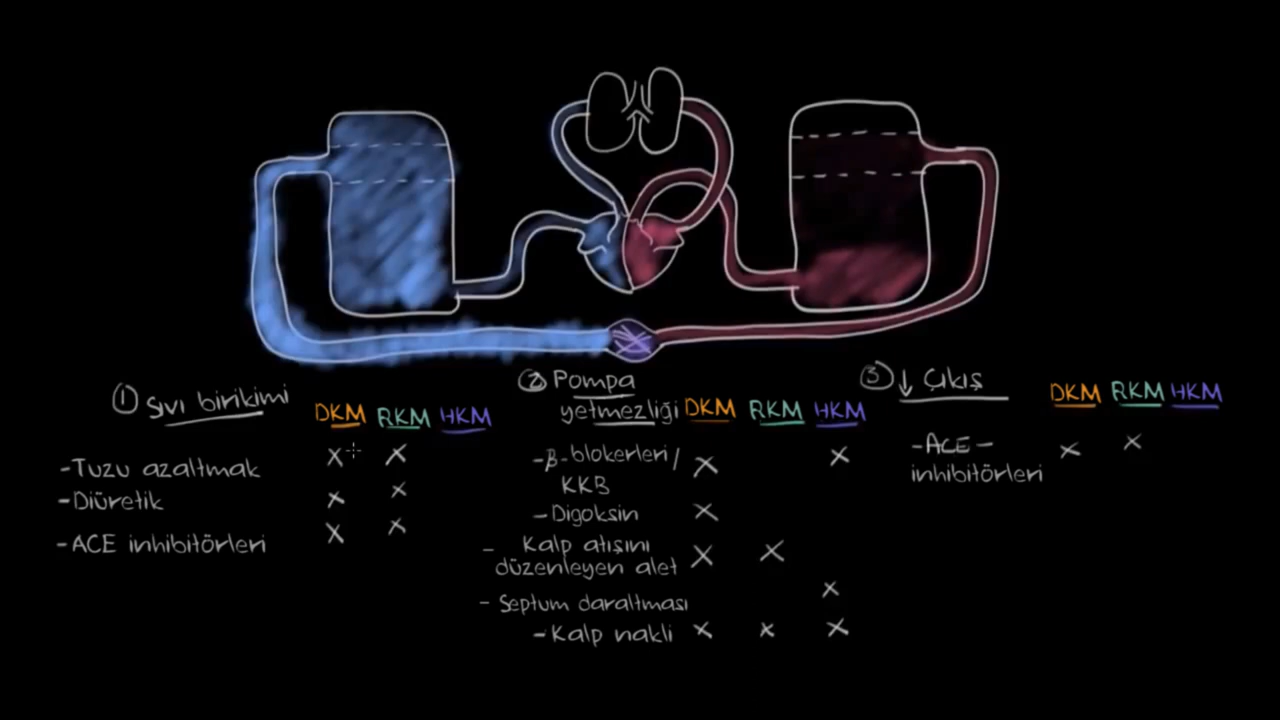 ① Sıvı birikimi
DKM RKM HKM
-Tuzu azaltmak X X
-Diüretik X X
-ACE inhibitörleri X X
② Pompa
yetmezliği DKM RKM HKM
-β-blokerleri/ X X
KKB
-Digoksin X
- Kalp atışını
düzenleyen alet X X
- Septum daraltması X
-Kalp nakli X X X
③ ↓ Çıkış
DKM RKM HKM
-ACE- X X
inhibitörleri